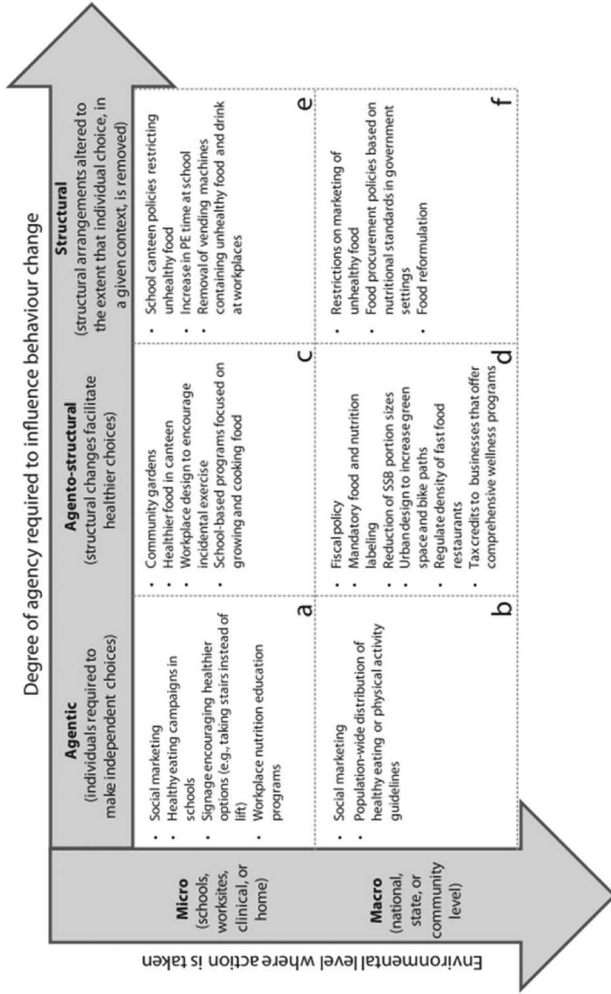 Degree of agency required to influence behaviour change
Agentic
(individuals required to
make independent choices)
Agento-structural
(structural changes facilitate
healthier choices)
Structural
(structural arrangements altered to
the extent that individual choice, in
a given context, is removed)
Environmental level where action is taken
Micro
(schools,
worksites,
clinical, or
home)
• Social marketing
• Healthy eating campaigns in
schools
• Signage encouraging healthier
options (e.g., taking stairs instead of
lift)
• Workplace nutrition education
programs
a
• Community gardens
• Healthier food in canteen
• Workplace design to encourage
incidental exercise
• School-based programs focused on
growing and cooking food
c
• School canteen policies restricting
unhealthy food
• Increase in PE time at school
• Removal of vending machines
containing unhealthy food and drink
at workplaces
e
Macro
(national,
state, or
community
level)
• Social marketing
• Population-wide distribution of
healthy eating or physical activity
guidelines
b
• Fiscal policy
• Mandatory food and nutrition
labeling
• Reduction of SSB portion sizes
• Urban design to increase green
space and bike paths
• Regulate density of fast food
restaurants
• Tax credits to businesses that offer
comprehensive wellness programs
d
• Restrictions on marketing of
unhealthy food
• Food procurement policies based on
nutritional standards in government
settings
• Food reformulation
f